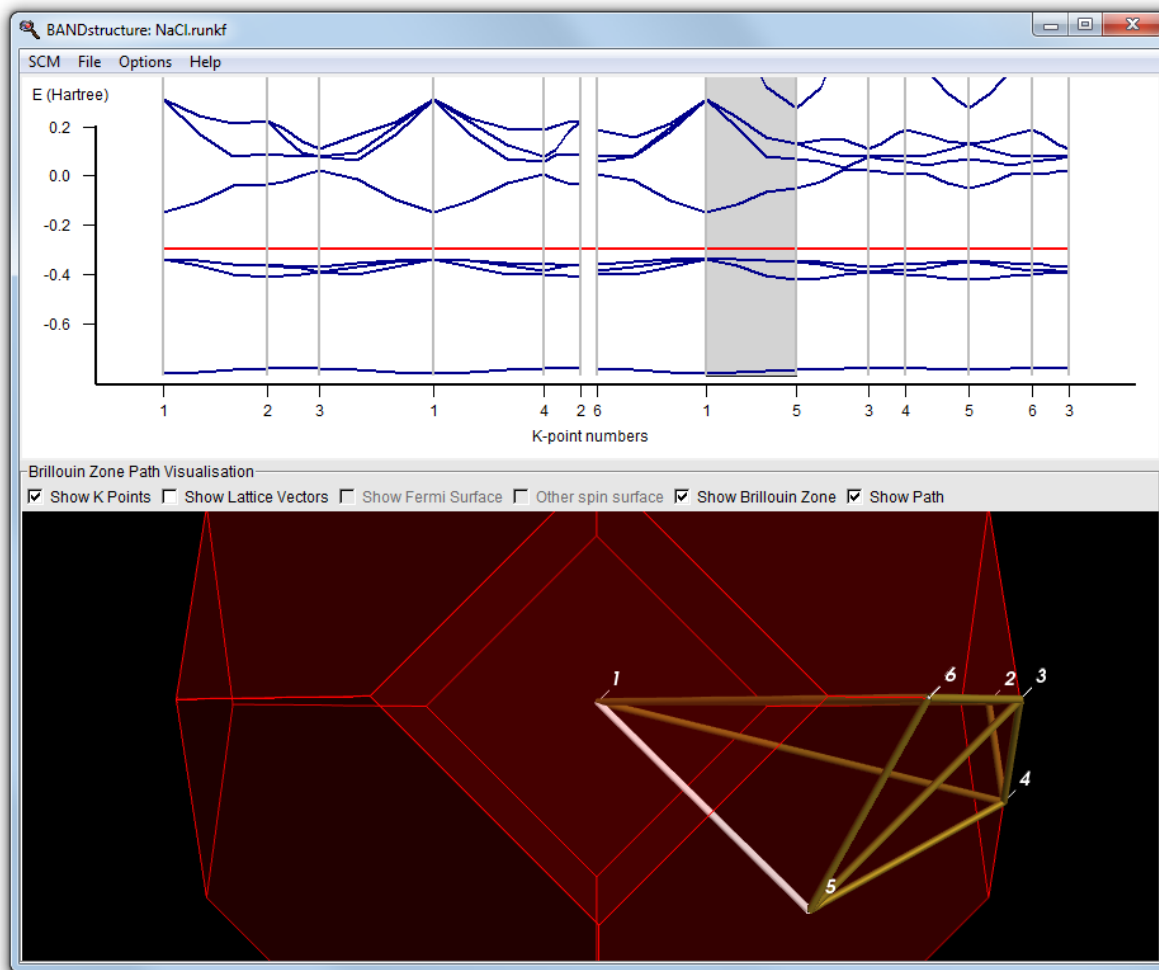 BANDstructure: NaCl.runkf
SCM File Options Help
E (Hartree)
0.2
0.0
-0.2
-0.4
-0.6
1 2 3 1 4 2 6 1 5 3 4 5 6 3
K-point numbers
Brillouin Zone Path Visualisation
Show K Points Show Lattice Vectors Show Fermi Surface Other spin surface Show Brillouin Zone Show Path
1 6 2 3
4
5